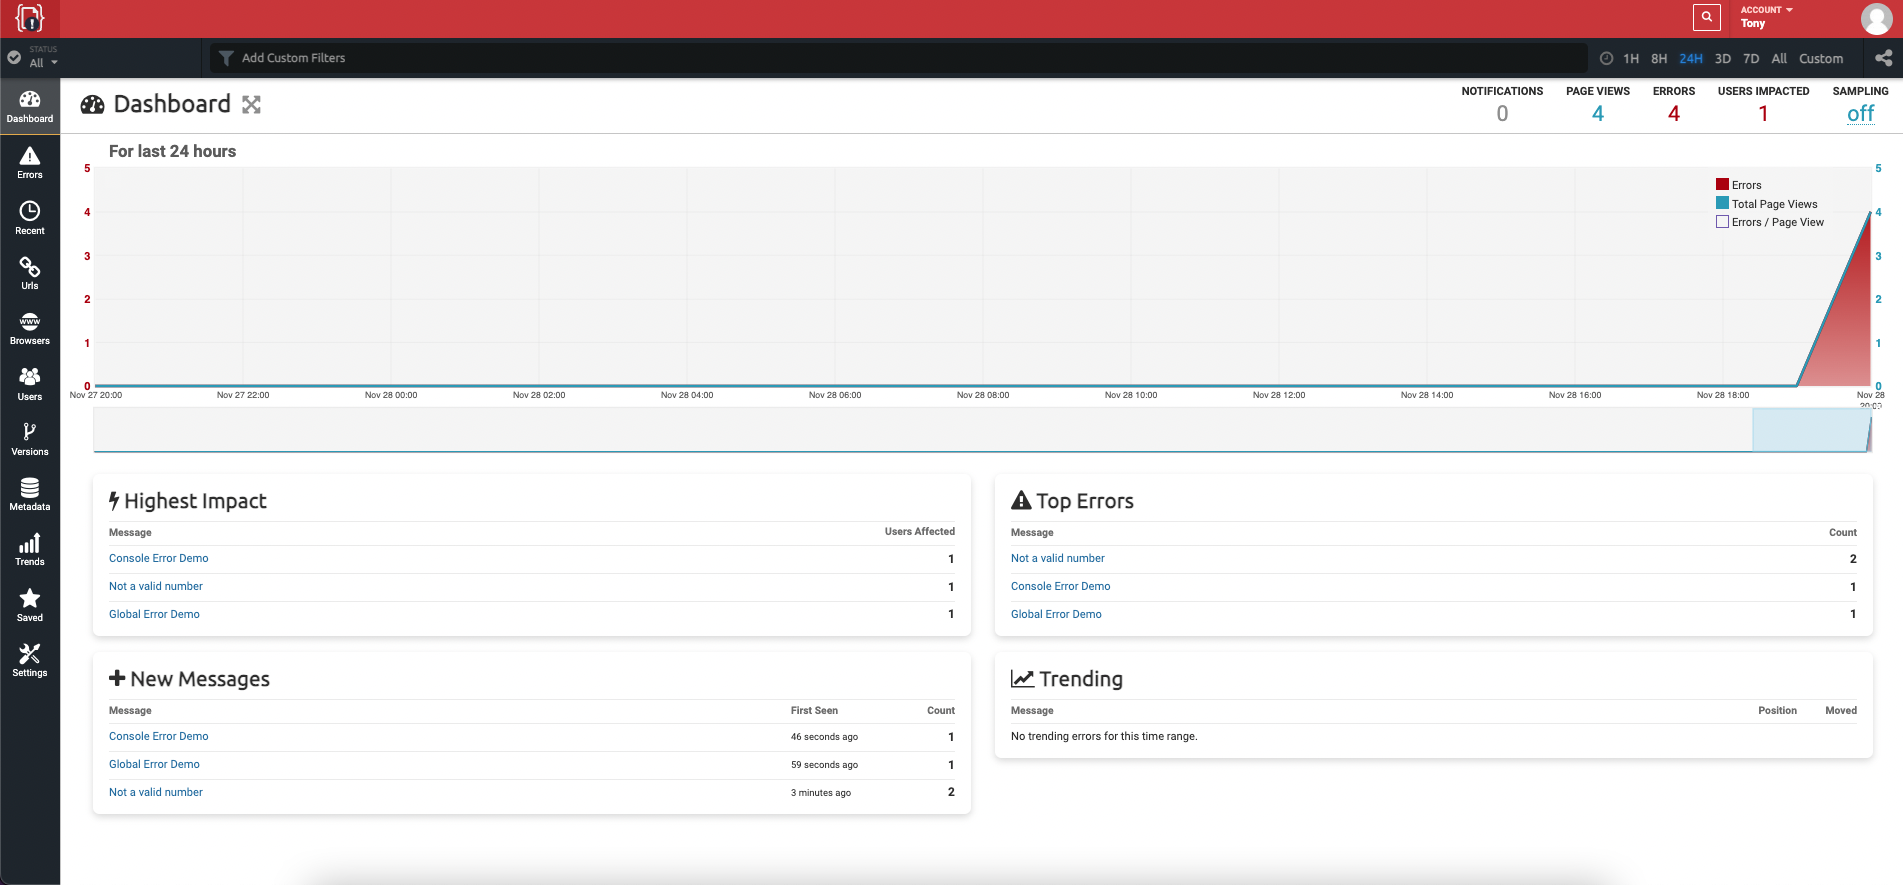 ACCOUNT
Tony
STATUS
All
Add Custom Filters
1H 8H 24H 3D 7D All Custom
Dashboard
Errors
Recent
Urls
www
Browsers
Users
Versions
Metadata
Trends
Saved
Settings
Dashboard
NOTIFICATIONS PAGE VIEWS ERRORS USERS IMPACTED SAMPLING
0 4 4 1 off
For last 24 hours
5 5
4 4
3 3
2 2
1 1
0 0
Errors
Total Page Views
Errors / Page View
Nov 27 20:00 Nov 27 22:00 Nov 28 00:00 Nov 28 02:00 Nov 28 04:00 Nov 28 06:00 Nov 28 08:00 Nov 28 10:00 Nov 28 12:00 Nov 28 14:00 Nov 28 16:00 Nov 28 18:00 Nov 28
20:00
Highest Impact
Message Users Affected
Console Error Demo 1
Not a valid number 1
Global Error Demo 1
Top Errors
Message Count
Not a valid number 2
Console Error Demo 1
Global Error Demo 1
New Messages
Message First Seen Count
Console Error Demo 46 seconds ago 1
Global Error Demo 59 seconds ago 1
Not a valid number 3 minutes ago 2
Trending
Message Position Moved
No trending errors for this time range.